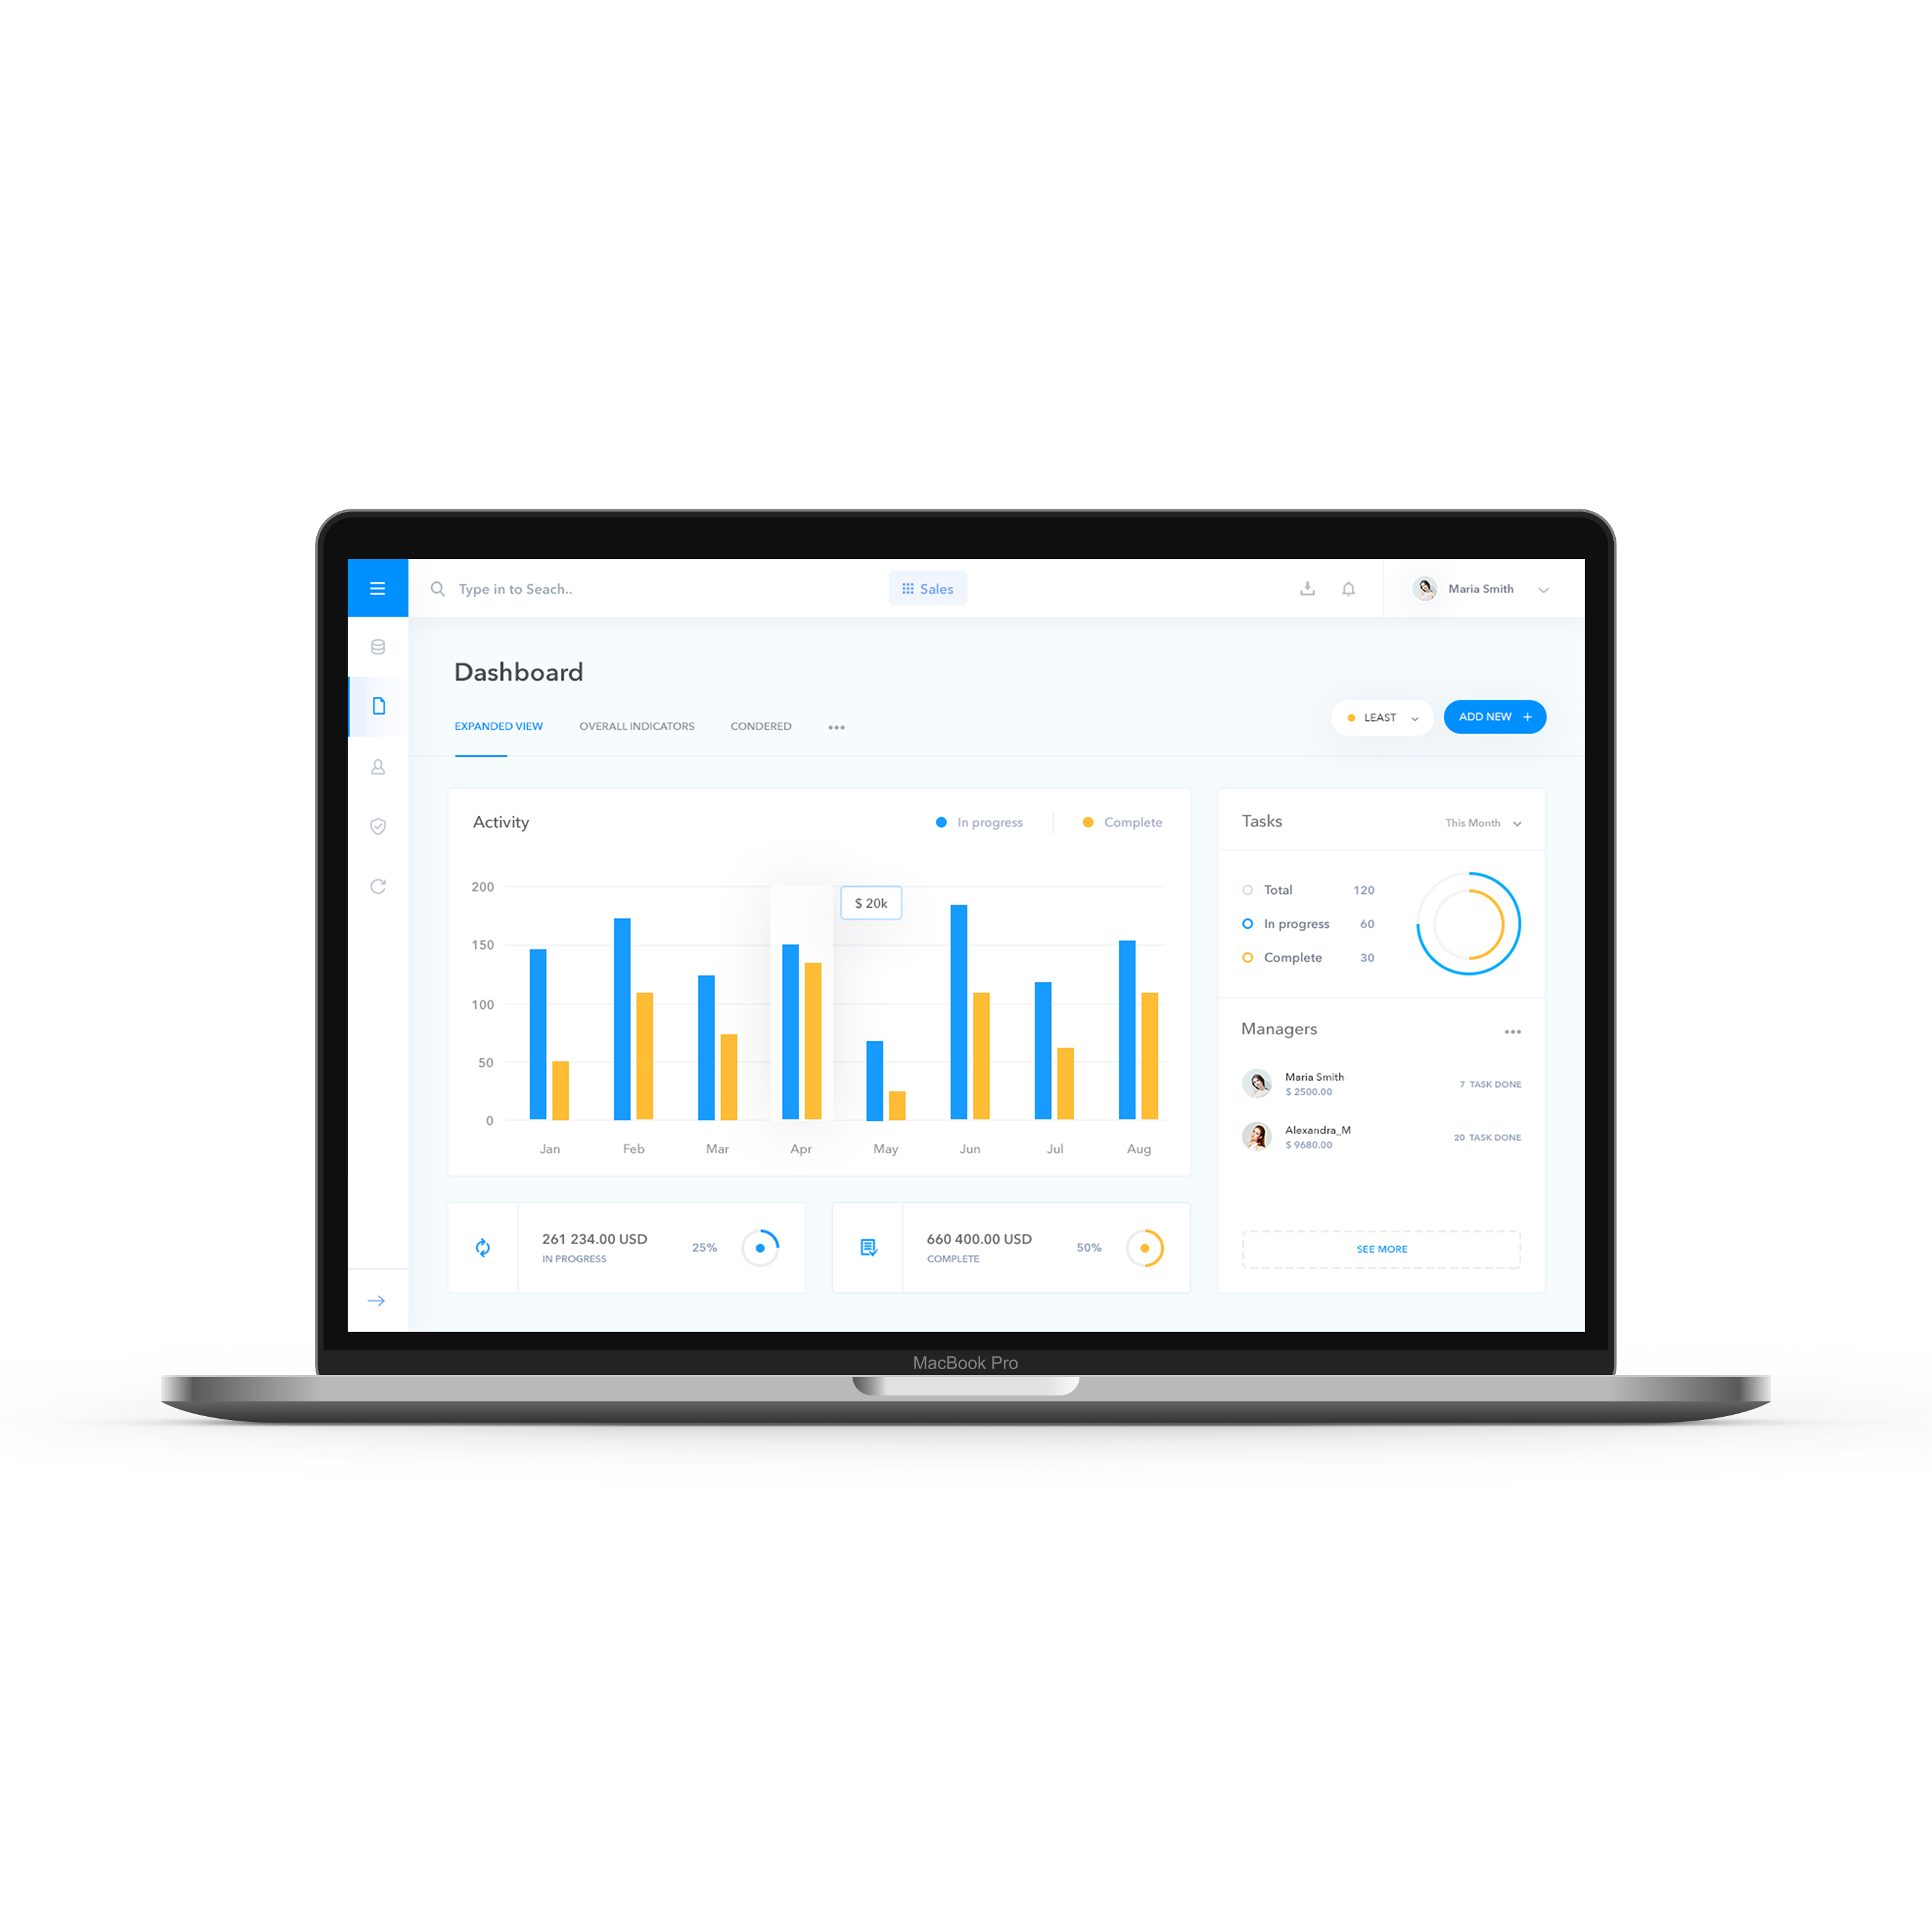 Type in to Seach..
Sales
Maria Smith
Dashboard
EXPANDED VIEW
OVERALL INDICATORS
CONDERED
LEAST
ADD NEW +
Activity
In progress
Complete
200
150
100
50
0
$ 20k
Jan
Feb
Mar
Apr
May
Jun
Jul
Aug
261 234.00 USD
IN PROGRESS
25%
660 400.00 USD
COMPLETE
50%
Tasks
This Month
Total 120
In progress 60
Complete 30
Managers
Maria Smith
$ 2500.00
7 TASK DONE
Alexandra_M
$ 9680.00
20 TASK DONE
SEE MORE
MacBook Pro